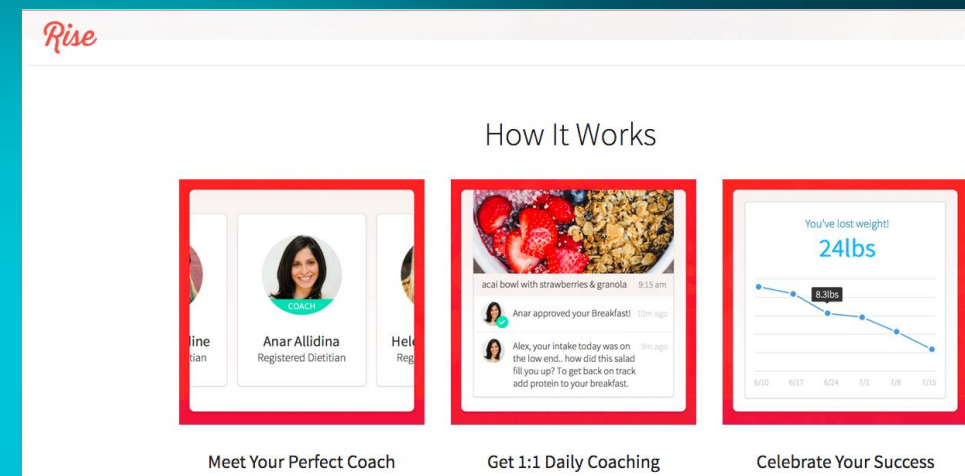 Rise
How It Works
COACH
Anar Allidina
Registered Dietitian
acai bowl with strawberries & granola 9:15 am
Anar approved your Breakfast! 10m ago
Alex, your intake today was on 9m ago
the low end.. how did this salad
fill you up? To get back on track
add protein to your breakfast.
You've lost weight!
24lbs
8.3lbs
6/10 6/17 6/24 7/1 7/8 7/15
Meet Your Perfect Coach
Get 1:1 Daily Coaching
Celebrate Your Success